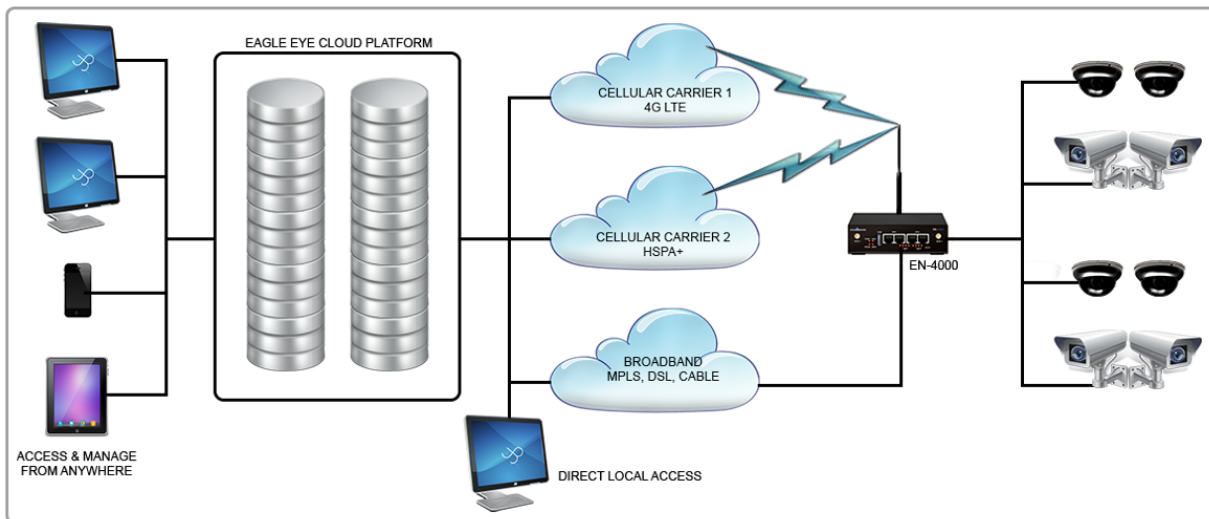 EAGLE EYE CLOUD PLATFORM
CELLULAR CARRIER 1
4G LTE
CELLULAR CARRIER 2
HSPA+
EN-4000
BROADBAND
MPLS, DSL, CABLE
ACCESS & MANAGE
FROM ANYWHERE
DIRECT LOCAL ACCESS